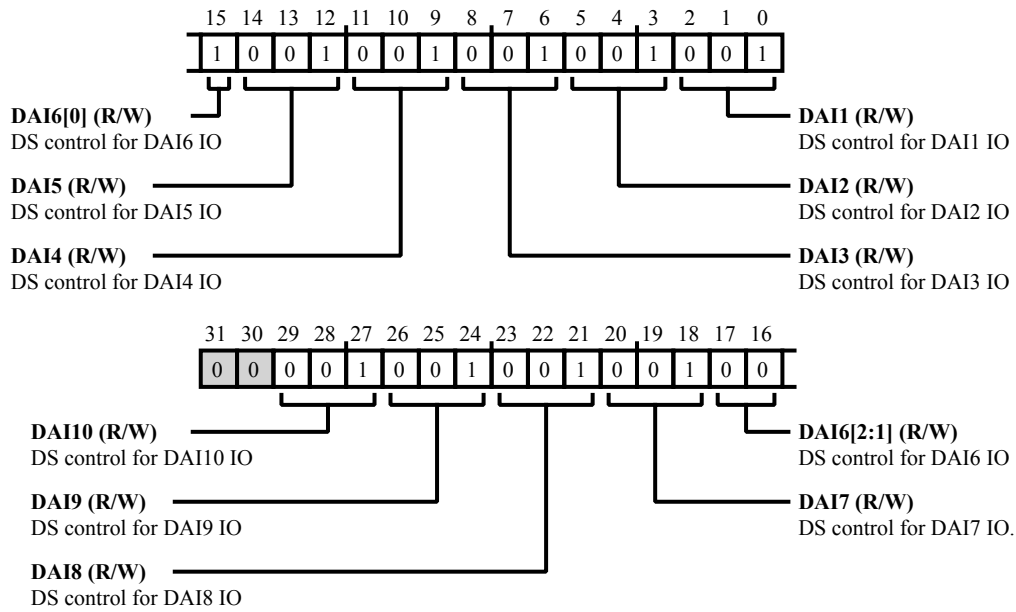 15 14 13 12 11 10 9 8 7 6 5 4 3 2 1 0
1 0 0 1 0 0 1 0 0 1 0 0 1 0 0 1
DAI6[0] (R/W)
DS control for DAI6 IO
DAI1 (R/W)
DS control for DAI1 IO
DAI5 (R/W)
DS control for DAI5 IO
DAI2 (R/W)
DS control for DAI2 IO
DAI4 (R/W)
DS control for DAI4 IO
DAI3 (R/W)
DS control for DAI3 IO
31 30 29 28 27 26 25 24 23 22 21 20 19 18 17 16
0 0 0 0 1 0 0 1 0 0 1 0 0 1 0 0
DAI10 (R/W)
DS control for DAI10 IO
DAI6[2:1] (R/W)
DS control for DAI6 IO
DAI9 (R/W)
DS control for DAI9 IO
DAI7 (R/W)
DS control for DAI7 IO.
DAI8 (R/W)
DS control for DAI8 IO